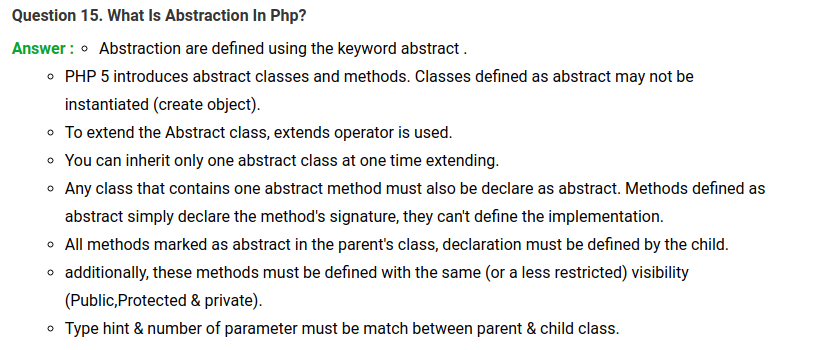 Question 15. What Is Abstraction In Php?
Answer : ◦ Abstraction are defined using the keyword abstract .
◦ PHP 5 introduces abstract classes and methods. Classes defined as abstract may not be
instantiated (create object).
◦ To extend the Abstract class, extends operator is used.
◦ You can inherit only one abstract class at one time extending.
◦ Any class that contains one abstract method must also be declare as abstract. Methods defined as
abstract simply declare the method's signature, they can't define the implementation.
◦ All methods marked as abstract in the parent's class, declaration must be defined by the child.
◦ additionally, these methods must be defined with the same (or a less restricted) visibility
(Public,Protected & private).
◦ Type hint & number of parameter must be match between parent & child class.